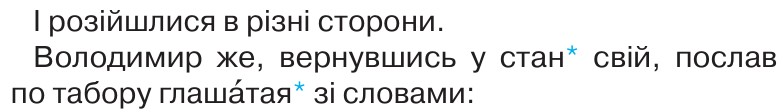 І розійшлися в різні сторони.
Володимир же, вернувшись у стан* свій, послав
по табору глаша́тая* зі словами: